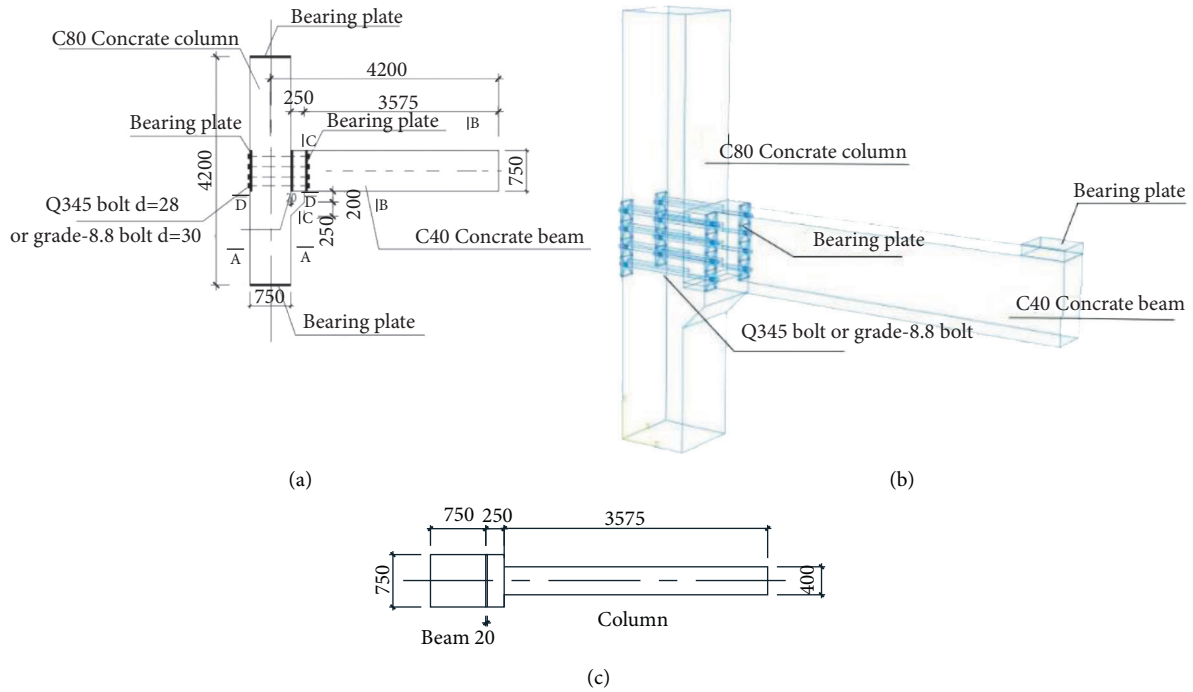 Bearing plate
C80 Concrate column
4200
250
3575
Bearing plate
Bearing plate
|B
|C
4200
750
Q345 bolt d=28
or grade-8.8 bolt d=30
D
D
|C
200
250
|B
C40 Concrate beam
A
A
750
Bearing plate
(a)
C80 Concrate column
Bearing plate
Bearing plate
C40 Concrate beam
Q345 bolt or grade-8.8 bolt
(b)
750
250
3575
750
400
Column
Beam 20
(c)